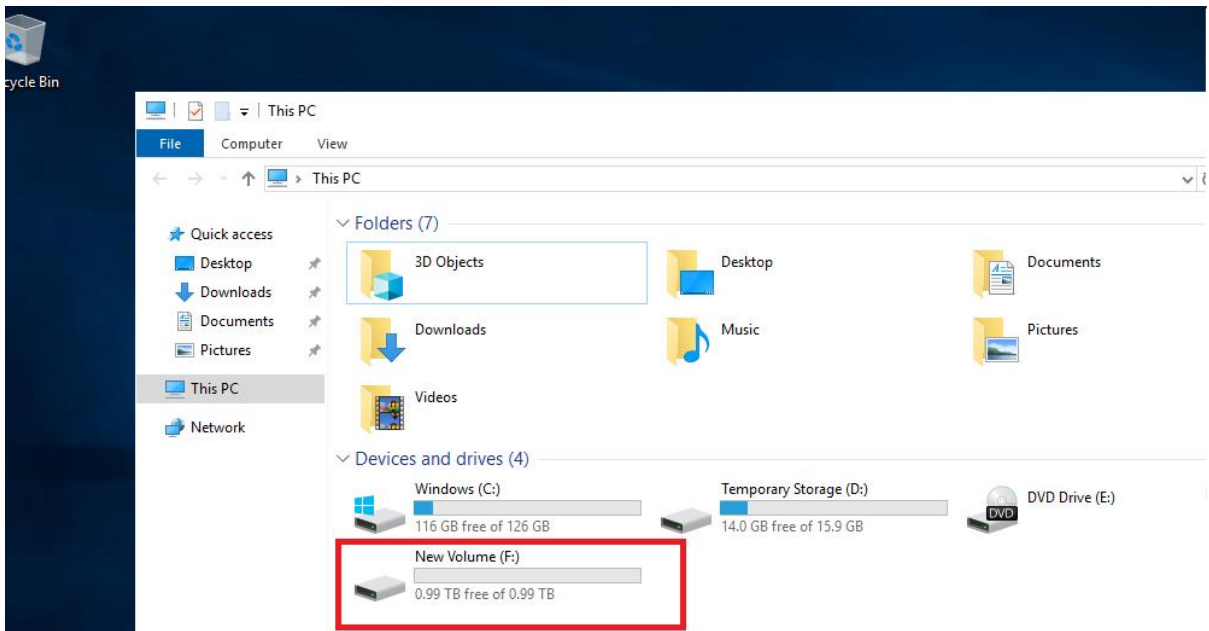 cycle Bin
This PC
File Computer View
This PC
Quick access
Desktop
Downloads
Documents
Pictures
This PC
Network
Folders (7)
3D Objects
Desktop
Documents
Downloads
Music
Pictures
Videos
Devices and drives (4)
Windows (C:)
116 GB free of 126 GB
Temporary Storage (D:)
14.0 GB free of 15.9 GB
DVD
DVD Drive (E:)
New Volume (F:)
0.99 TB free of 0.99 TB